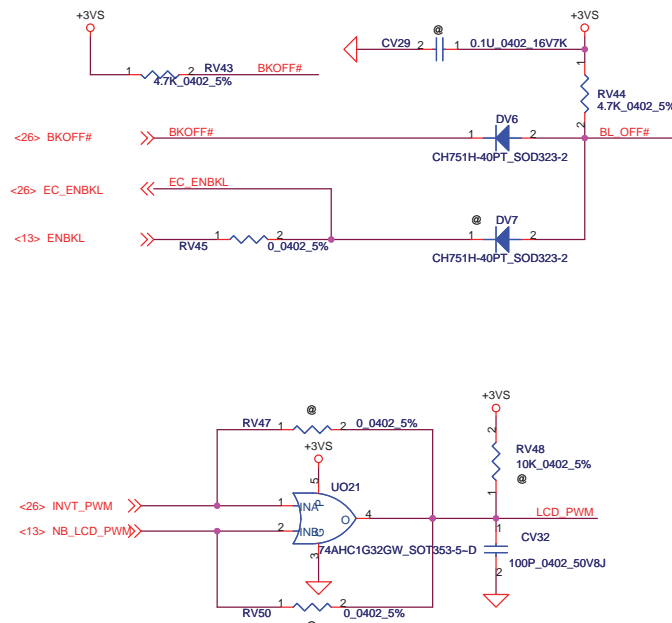 +3VS
+3VS
@
CV29 2 1 0.1U_0402_16V7K
1 2 RV43 BKOFF#
4.7K_0402_5%
1
RV44
4.7K_0402_5%
2
<26> BKOFF# BKOFF# 1 DV6 2 BL_OFF#
CH751H-40PT_SOD323-2
<26> EC_ENBKL EC_ENBKL
@
<13> ENBKL 1 2 1 DV7 2
RV45 0_0402_5%
CH751H-40PT_SOD323-2
@
RV47 1 2 0_0402_5%
+3VS
+3VS
2
RV48
10K_0402_5%
@
1
5
UO21
<26> INVT_PWM 1 INA P
O 4 LCD_PWM
<13> NB_LCD_PWM 2 INB G
3
74AHC1G32GW_SOT353-5~D
1
CV32
100P_0402_50V8J
2
RV50 1 2 0_0402_5%